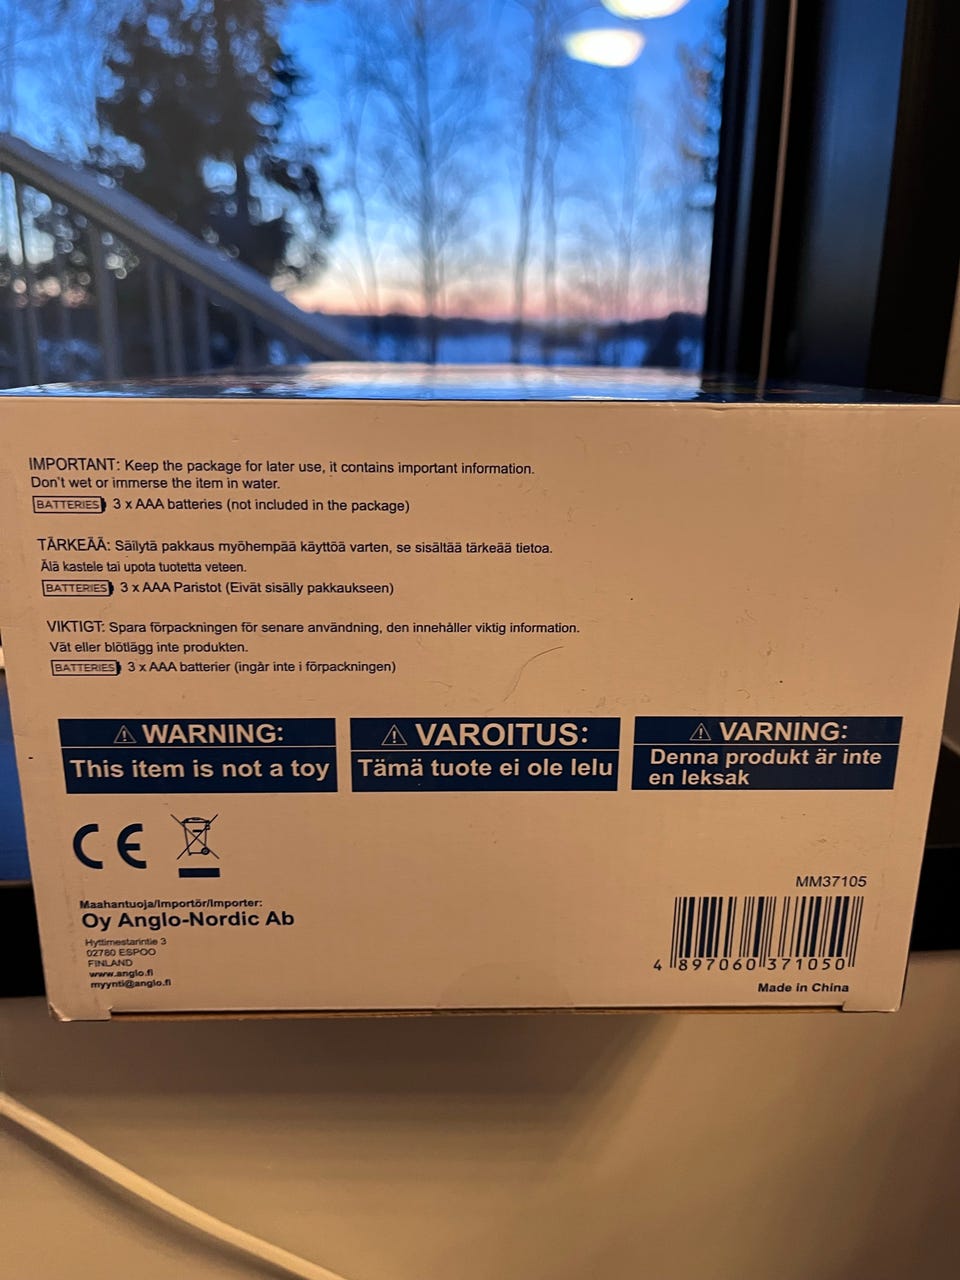 IMPORTANT: Keep the package for later use, it contains important information.
Don't wet or immerse the item in water.
BATTERIES 3 x AAA batteries (not included in the package)
TÄRKEÄÄ: Säilytä pakkaus myöhempää käyttöä varten, se sisältää tärkeää tietoa.
Älä kastele tai upota tuotetta veteen.
BATTERIES 3 x AAA Paristot (Eivät sisälly pakkaukseen)
VIKTIGT: Spara förpackningen för senare användning, den innehåller viktig information.
Vät eller blötlägg inte produkten.
BATTERIES 3 x AAA batterier (ingår inte i förpackningen)
WARNING:
This item is not a toy
VAROITUS:
Tämä tuote ei ole lelu
VARNING:
Denna produkt är inte
en leksak
CE
Maahantuoja/Importör/Importer:
Oy Anglo-Nordic Ab
Hyttimestarintie 3
02780 ESPOO
FINLAND
www.anglo.fi
myynti@anglo.fi
MM37105
4 897060 371050
Made in China